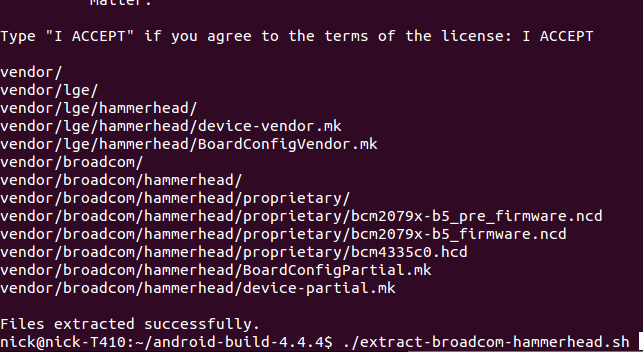 Matter.
Type "I ACCEPT" if you agree to the terms of the license: I ACCEPT
vendor/
vendor/lge/
vendor/lge/hammerhead/
vendor/lge/hammerhead/device-vendor.mk
vendor/lge/hammerhead/BoardConfigVendor.mk
vendor/broadcom/
vendor/broadcom/hammerhead/
vendor/broadcom/hammerhead/proprietary/
vendor/broadcom/hammerhead/proprietary/bcm2079x-b5_pre_firmware.ncd
vendor/broadcom/hammerhead/proprietary/bcm2079x-b5_firmware.ncd
vendor/broadcom/hammerhead/proprietary/bcm4335c0.hcd
vendor/broadcom/hammerhead/BoardConfigPartial.mk
vendor/broadcom/hammerhead/device-partial.mk
Files extracted successfully.
nick@nick-T410:~/android-build-4.4.4$ ./extract-broadcom-hammerhead.sh